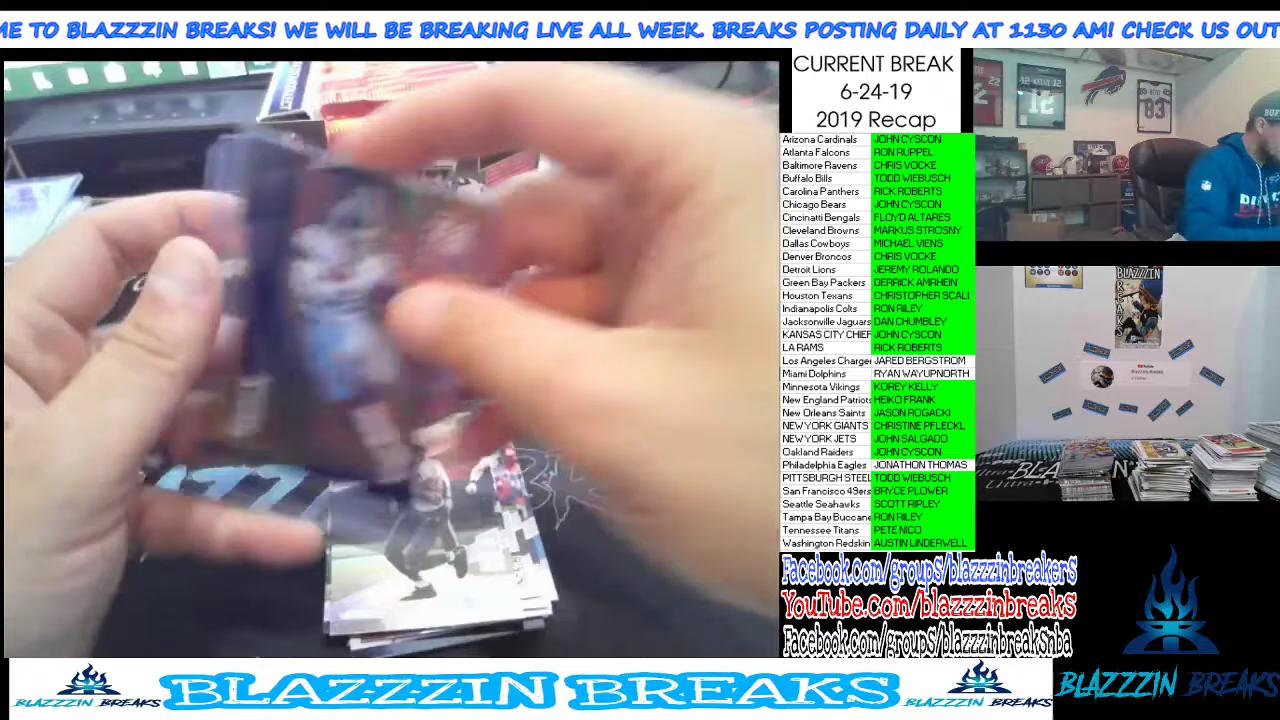 ME TO BLAZZZIN BREAKS! WE WILL BE BREAKING LIVE ALL WEEK. BREAKS POSTING DAILY AT 1130 AM! CHECK US OUT
CURRENT BREAK
6-24-19
2019 Recap
Arizona Cardinals JOHN CYSCON
Atlanta Falcons RON RUPPEL
Baltimore Ravens CHRIS VOCKE
Buffalo Bills TODD WIEBUSCH
Carolina Panthers RICK ROBERTS
Chicago Bears JOHN CYSCON
Cincinatti Bengals FLOYD ALTARES
Cleveland Browns MARKUS STROSNY
Dallas Cowboys MICHAEL VIENS
Denver Broncos CHRIS VOCKE
Detroit Lions JEREMY ROLANDO
Green Bay Packers DERRICK AMRHEIN
Houston Texans CHRISTOPHER SCALI
Indianapolis Colts RON RILEY
Jacksonville Jaguars DAN CHUMBLEY
KANSAS CITY CHIEF JOHN CYSCON
LA RAMS RICK ROBERTS
Los Angeles Charger JARED BERGSTROM
Miami Dolphins RYAN WAYUPNORTH
Minnesota Vikings KOREY KELLY
New England Patriots HEIKO FRANK
New Orleans Saints JASON ROGACKI
NEW YORK GIANTS CHRISTINE PFLECKL
NEW YORK JETS JOHN SALGADO
Oakland Raiders JOHN CYSCON
Philadelphia Eagles JONATHON THOMAS
PITTSBURGH STEEL TODD WIEBUSCH
San Francisco 49ers BRYCE PLOWER
Seattle Seahawks SCOTT RIPLEY
Tampa Bay Buccane RON RILEY
Tennessee Titans PETE NICO
Washington Redskin AUSTIN LINDERWELL
Facebook.com/groups/blazzzinbreakers
YouTube.com/blazzzinbreaks
Facebook.com/groups/blazzzinbreaksnba
BLAZZZIN
12
83
BLAZZZIN BREAKS
BLAZZZIN BREAKS
BLAZZZIN BREAKS
BLAZZZIN BREAKS